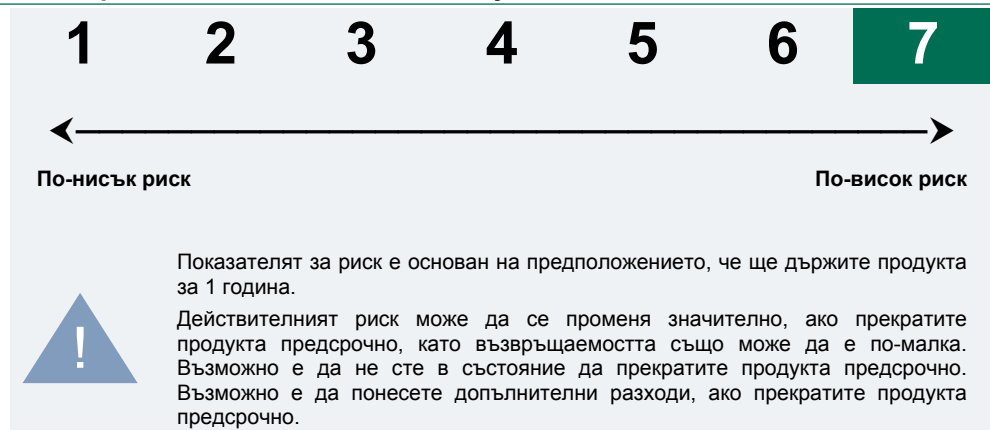 1 2 3 4 5 6 7
По-нисък риск По-висок риск
!
Показателят за риск е основан на предположението, че ще държите продукта
за 1 година.
Действителният риск може да се променя значително, ако прекратите
продукта предсрочно, като възвръщаемостта също може да е по-малка.
Възможно е да не сте в състояние да прекратите продукта предсрочно.
Възможно е да понесете допълнителни разходи, ако прекратите продукта
предсрочно.